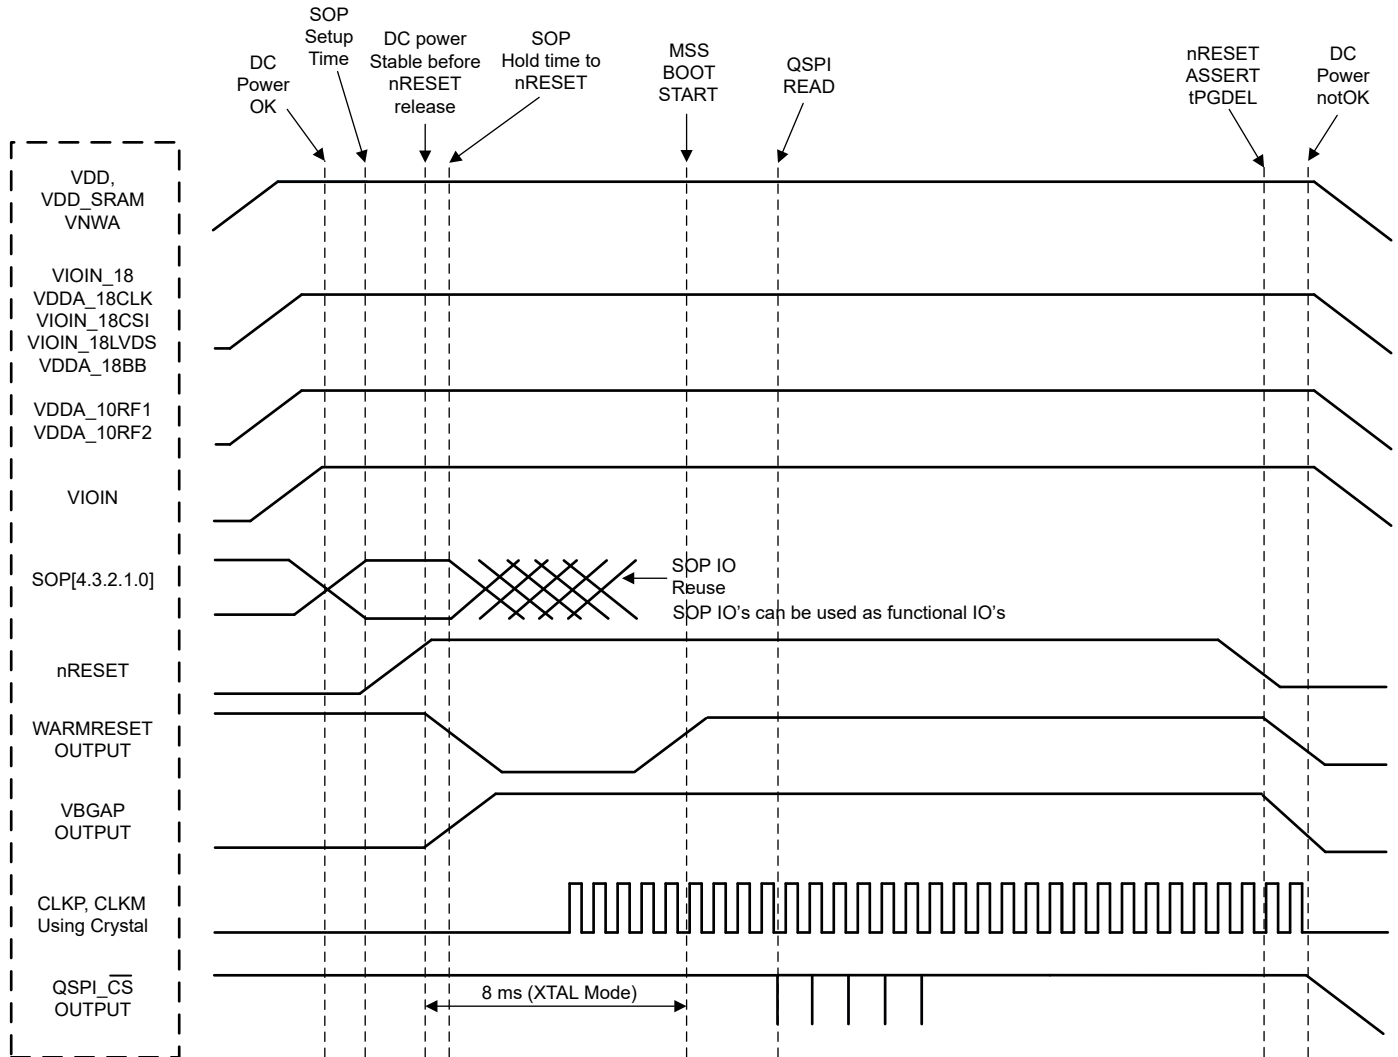 DC
Power
OK
SOP
Setup
Time
DC power
Stable before
nRESET
release
SOP
Hold time to
nRESET
MSS
BOOT
START
QSPI
READ
nRESET
ASSERT
tPGDEL
DC
Power
notOK
VDD,
VDD_SRAM
VNWA
VIOIN_18
VDDA_18CLK
VIOIN_18CSI
VIOIN_18LVDS
VDDA_18BB
VDDA_10RF1
VDDA_10RF2
VIOIN
SOP[4.3.2.1.0]
SOP IO
Reuse
SOP IO's can be used as functional IO's
nRESET
WARMRESET
OUTPUT
VBGAP
OUTPUT
CLKP, CLKM
Using Crystal
QSPI_C̅S̅
OUTPUT
8 ms (XTAL Mode)